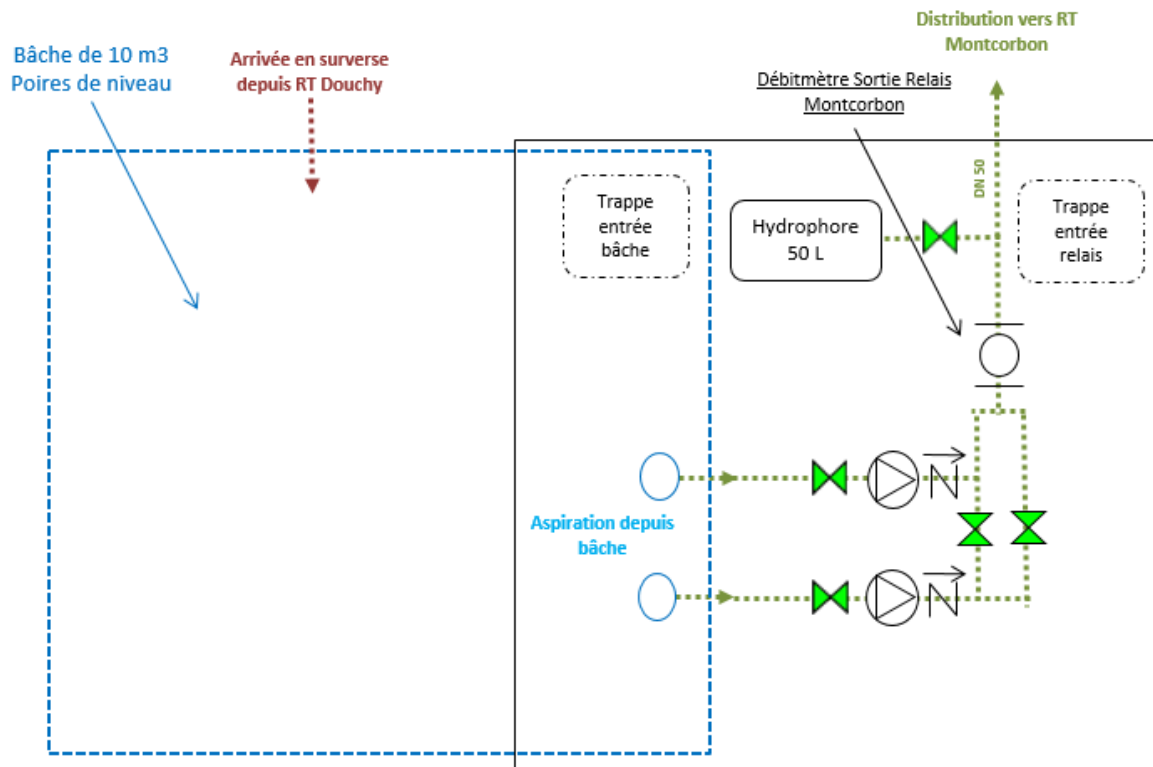 Distribution vers RT
Montcorbon
Bâche de 10 m3
Poires de niveau
Arrivée en surverse
depuis RT Douchy
Débitmètre Sortie Relais
Montcorbon
DN 50
Trappe
entrée
bâche
Hydrophore
50 L
Trappe
entrée
relais
Aspiration depuis
bâche